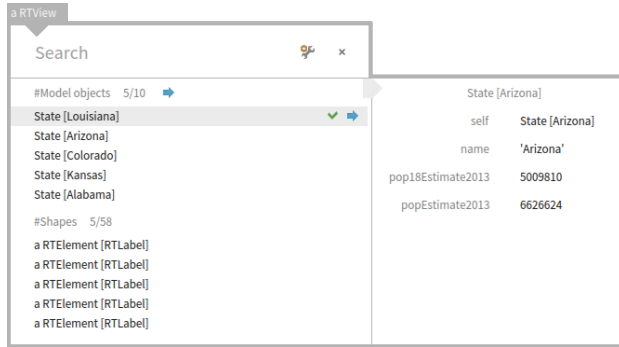 a RTView
Search
#Model objects 5/10
State [Louisiana]
State [Arizona]
State [Colorado]
State [Kansas]
State [Alabama]
#Shapes 5/58
a RTElement [RTLabel]
a RTElement [RTLabel]
a RTElement [RTLabel]
a RTElement [RTLabel]
a RTElement [RTLabel]
State [Arizona]
self State [Arizona]
name 'Arizona'
pop18Estimate2013 5009810
popEstimate2013 6626624